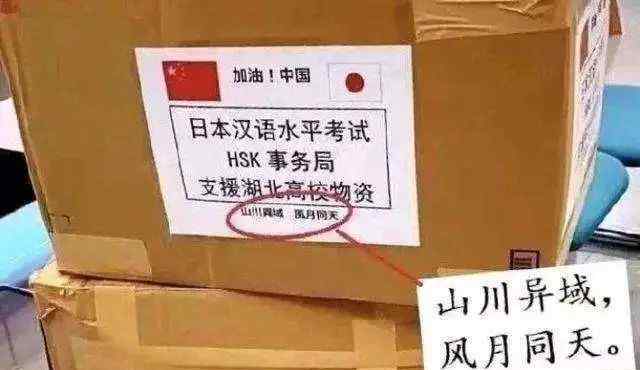 加油！中国
日本汉语水平考试
HSK 事务局
支援湖北高校物资
山川異域 風月同天
山川异域，
风月同天。